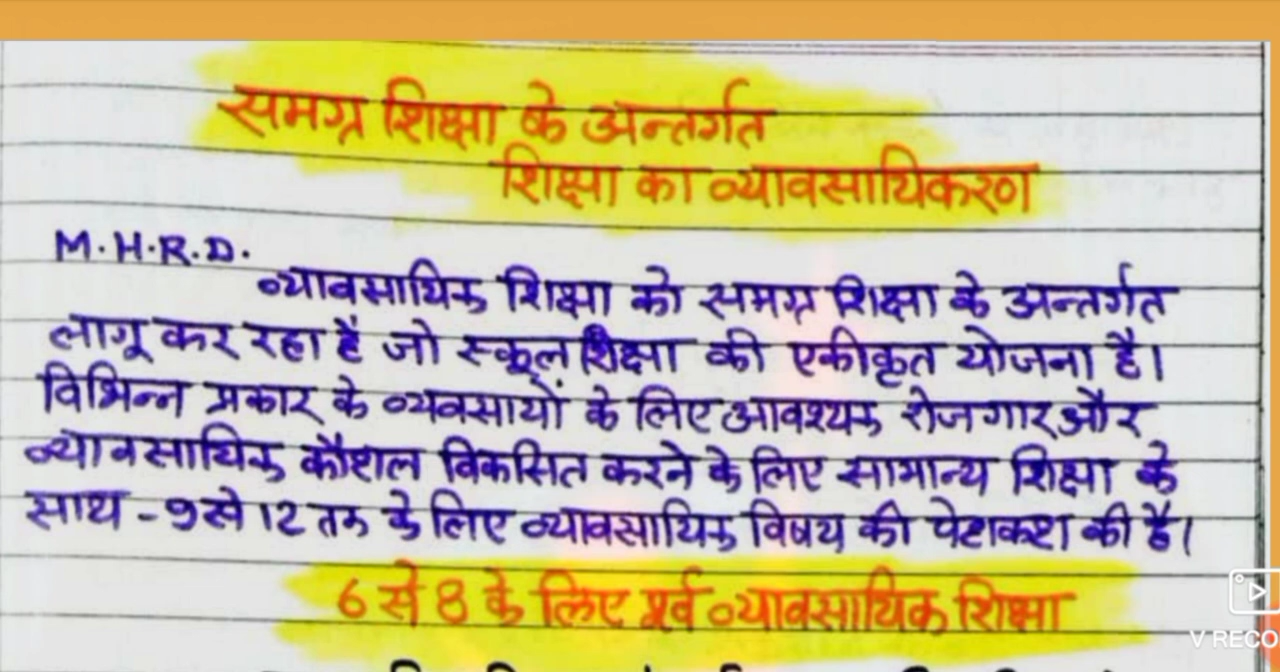 समग्र शिक्षा के अन्तर्गत
शिक्षा का व्यावसायिकरण
M.H.R.D.
व्यावसायिक शिक्षा को समग्र शिक्षा के अन्तर्गत
लागू कर रहा है जो स्कूल शिक्षा की एकीकृत योजना है।
विभिन्न प्रकार के व्यवसायों के लिए आवश्यक रोजगार और
व्यावसायिक कौशल विकसित करने के लिए सामान्य शिक्षा के
साथ - 9 से 12 तक के लिए व्यावसायिक विषय की पेशकश की है।
6 से 8 के लिए पूर्व व्यावसायिक शिक्षा
V RECO